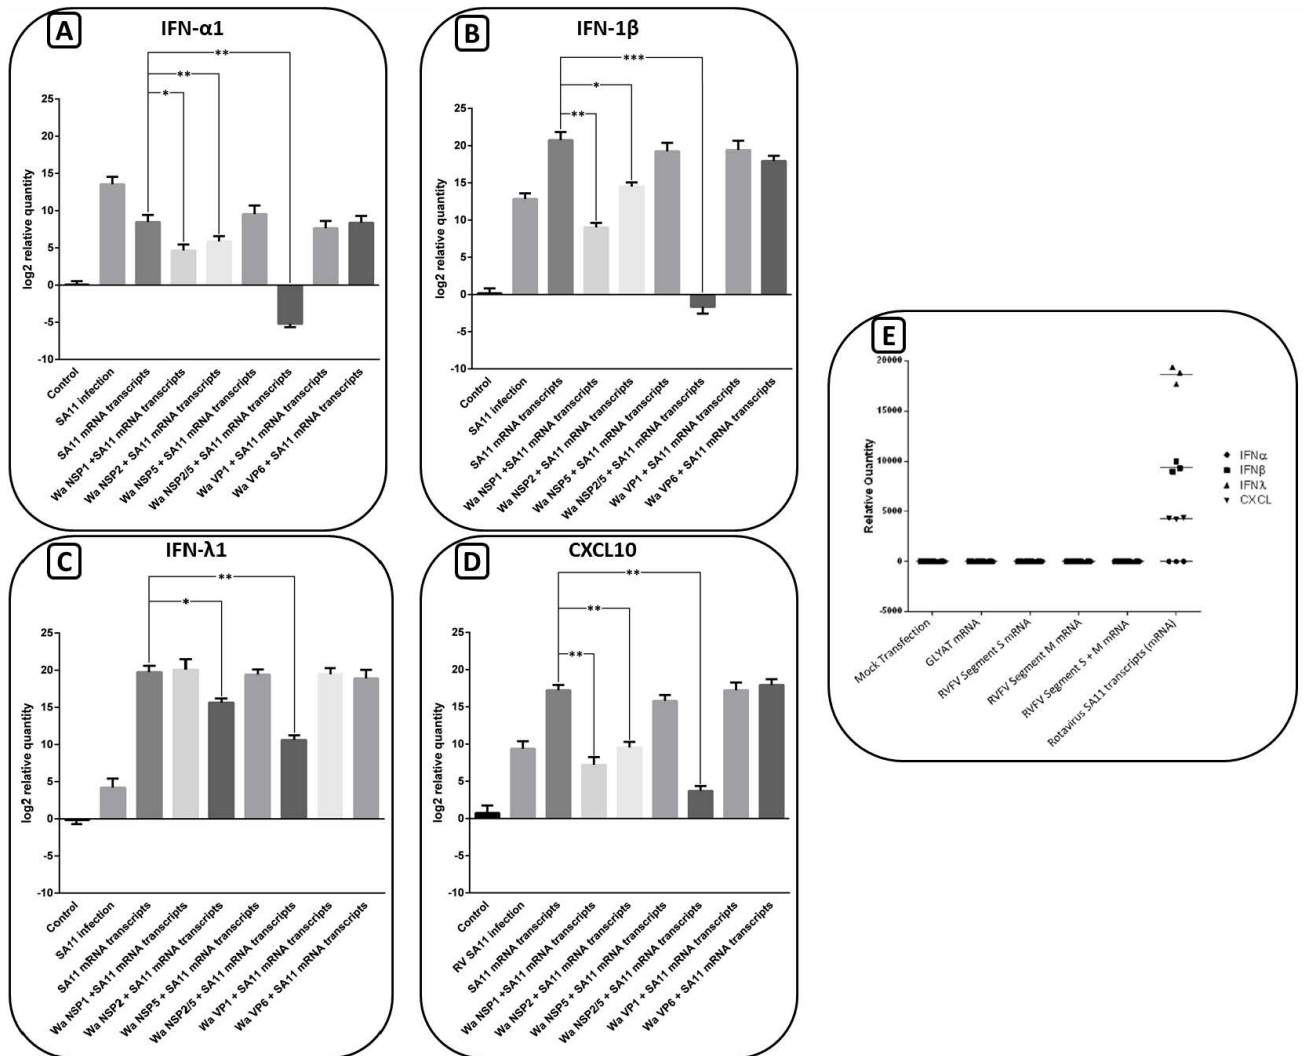 A
IFN-α1
**
**
*
log2 relative quantity
25
20
15
10
5
0
-5
-10
Control
SA11 infection
SA11 mRNA transcripts
Wa NSP1 +SA11 mRNA transcripts
Wa NSP2 + SA11 mRNA transcripts
Wa NSP5 + SA11 mRNA transcripts
Wa NSP2/5 + SA11 mRNA transcripts
Wa VP1 + SA11 mRNA transcripts
Wa VP6 + SA11 mRNA transcripts
B
IFN-1β
***
*
**
log2 relative quantity
25
20
15
10
5
0
-5
-10
Control
SA11 infection
SA11 mRNA transcripts
Wa NSP1 +SA11 mRNA transcripts
Wa NSP2 + SA11 mRNA transcripts
Wa NSP5 + SA11 mRNA transcripts
Wa NSP2/5 + SA11 mRNA transcripts
Wa VP1 + SA11 mRNA transcripts
Wa VP6 + SA11 mRNA transcripts
C
IFN-λ1
**
*
log2 relative quantity
25
20
15
10
5
0
-5
-10
Control
SA11 infection
SA11 mRNA transcripts
Wa NSP1 +SA11 mRNA transcripts
Wa NSP2 + SA11 mRNA transcripts
Wa NSP5 + SA11 mRNA transcripts
Wa NSP2/5 + SA11 mRNA transcripts
Wa VP1 + SA11 mRNA transcripts
Wa VP6 + SA11 mRNA transcripts
D
CXCL10
**
**
**
log2 relative quantity
25
20
15
10
5
0
-5
-10
Control
RV SA11 infection
SA11 mRNA transcripts
Wa NSP1 +SA11 mRNA transcripts
Wa NSP2 + SA11 mRNA transcripts
Wa NSP5 + SA11 mRNA transcripts
Wa NSP2/5 + SA11 mRNA transcripts
Wa VP1 + SA11 mRNA transcripts
Wa VP6 + SA11 mRNA transcripts
E
Relative Quantity
20000
15000
10000
5000
0
-5000
IFNα
IFNβ
IFNλ
CXCL
Mock Transfection
GLYAT mRNA
RVFV Segment S mRNA
RVFV Segment M mRNA
RVFV Segment S + M mRNA
Rotavirus SA11 transcripts (mRNA)